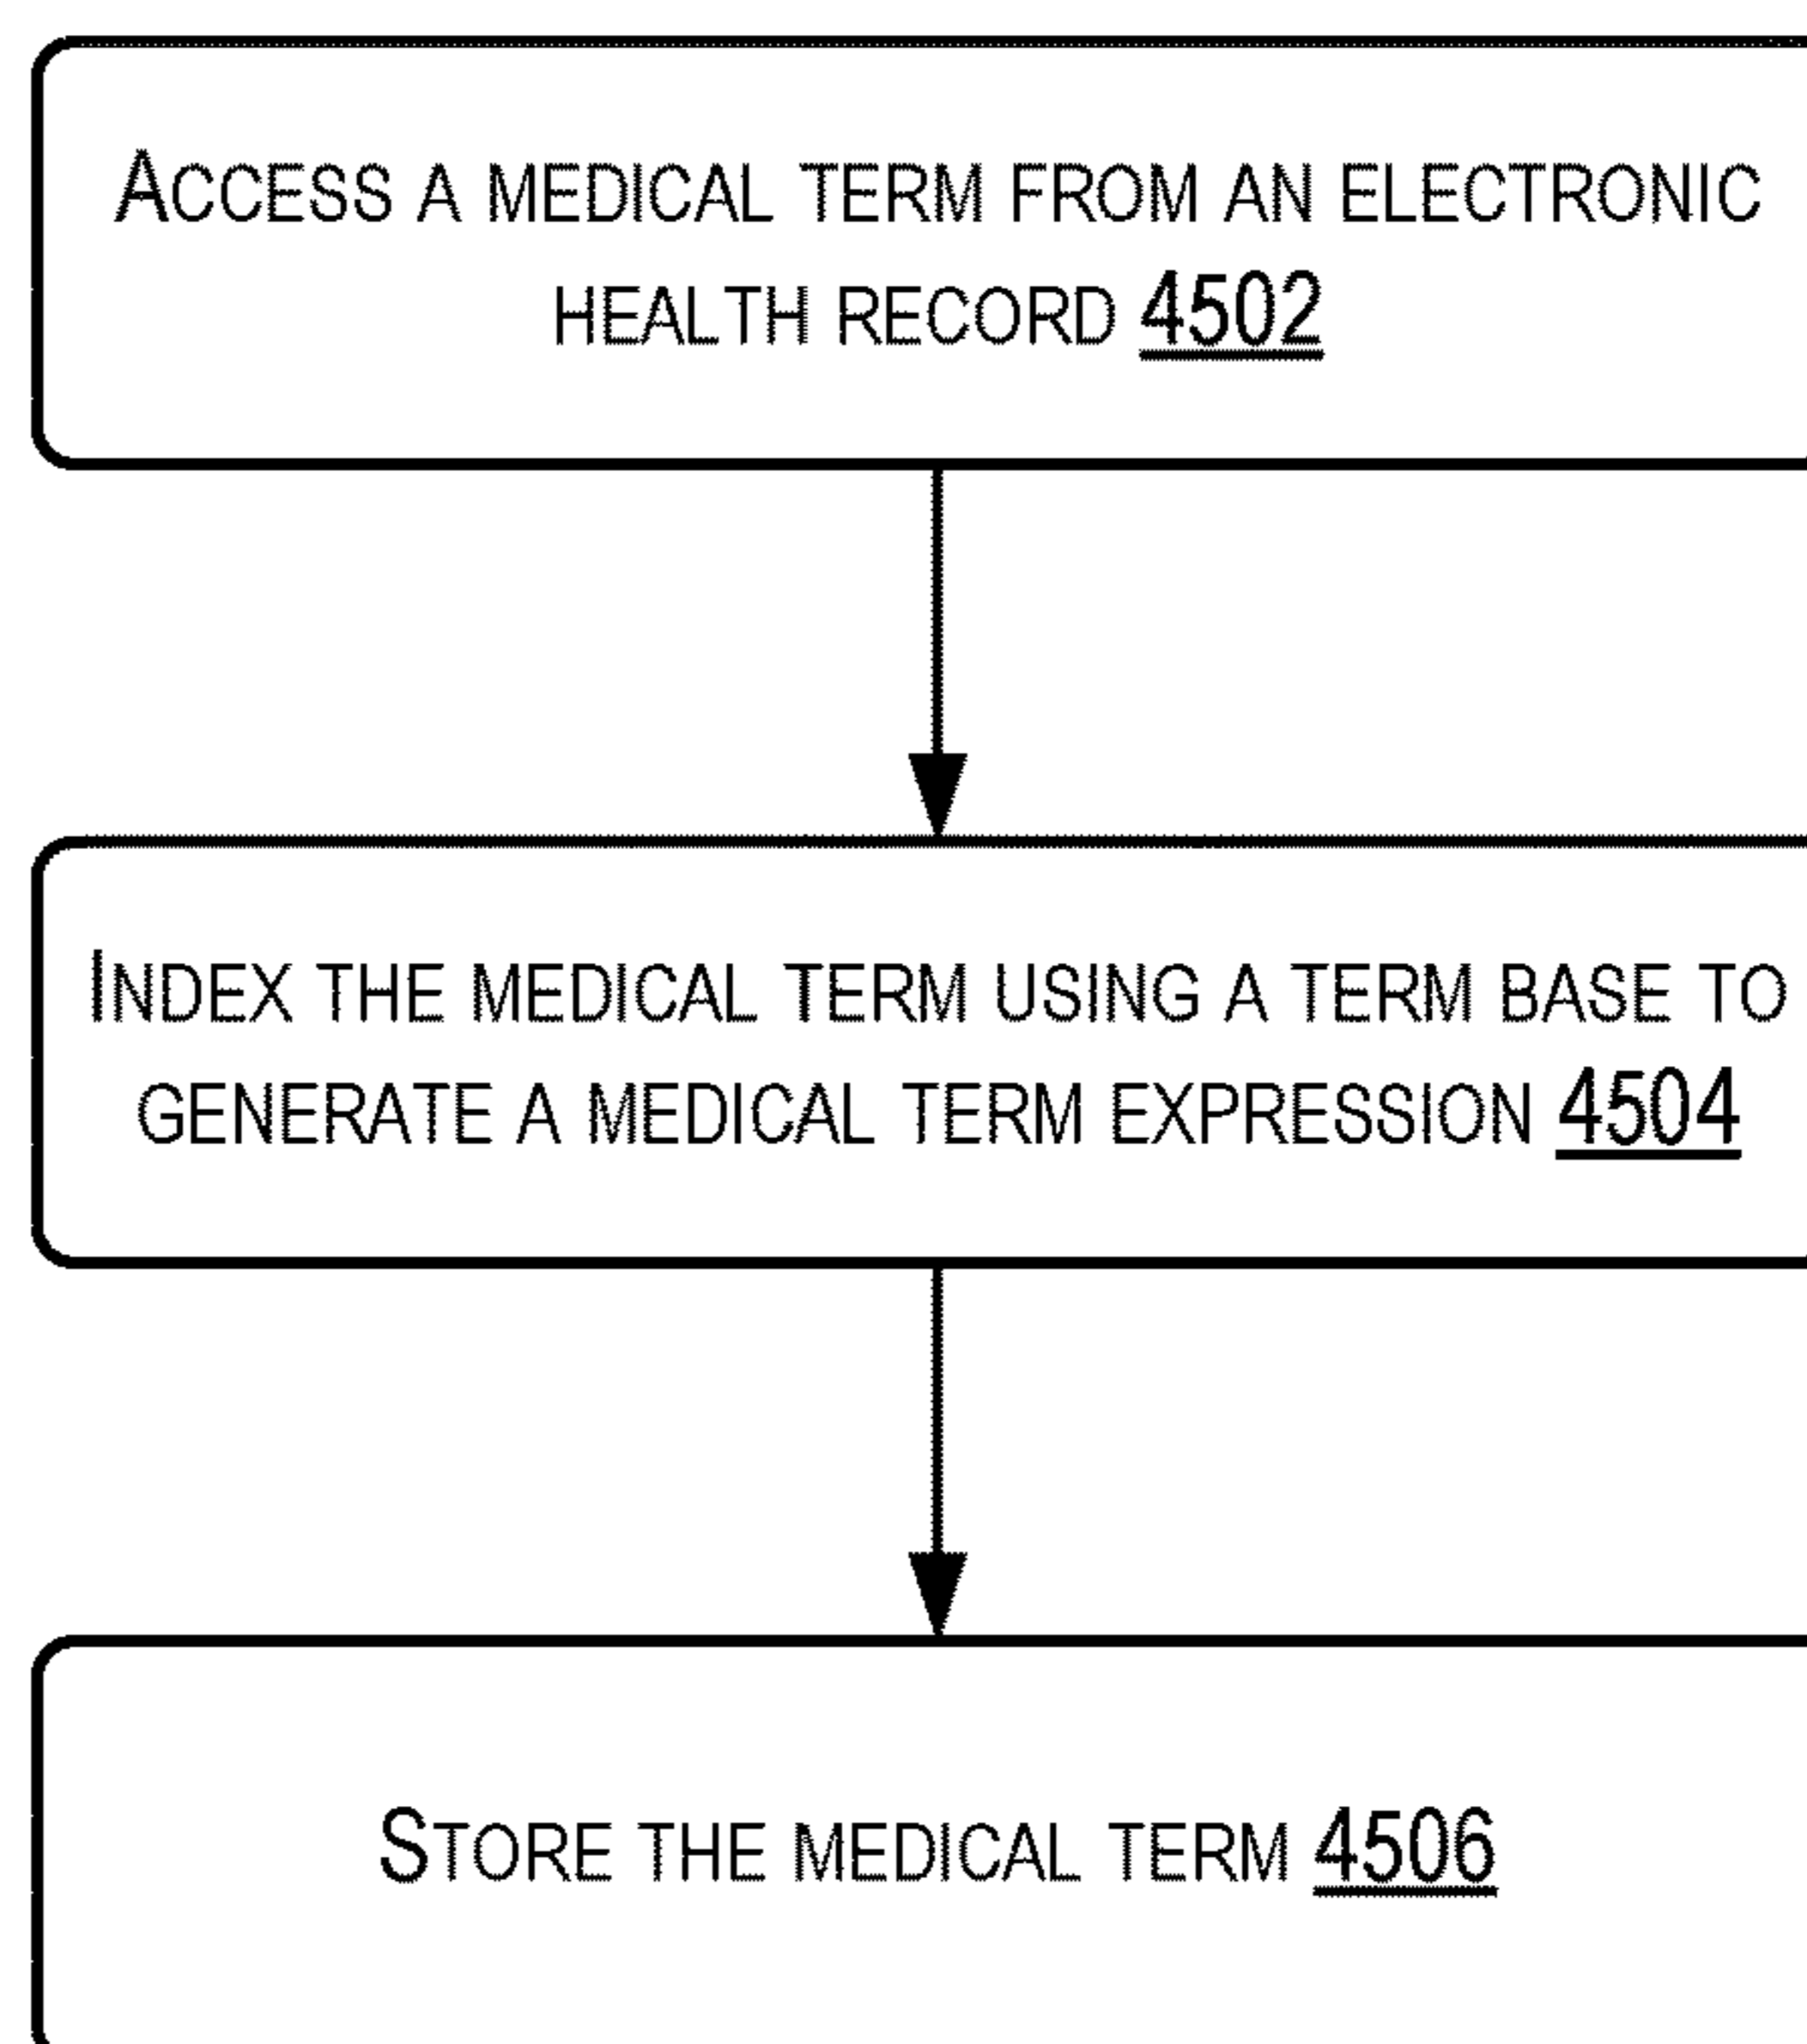 ACCESS A MEDICAL TERM FROM AN ELECTRONIC
HEALTH RECORD 4502
INDEX THE MEDICAL TERM USING A TERM BASE TO
GENERATE A MEDICAL TERM EXPRESSION 4504
STORE THE MEDICAL TERM 4506